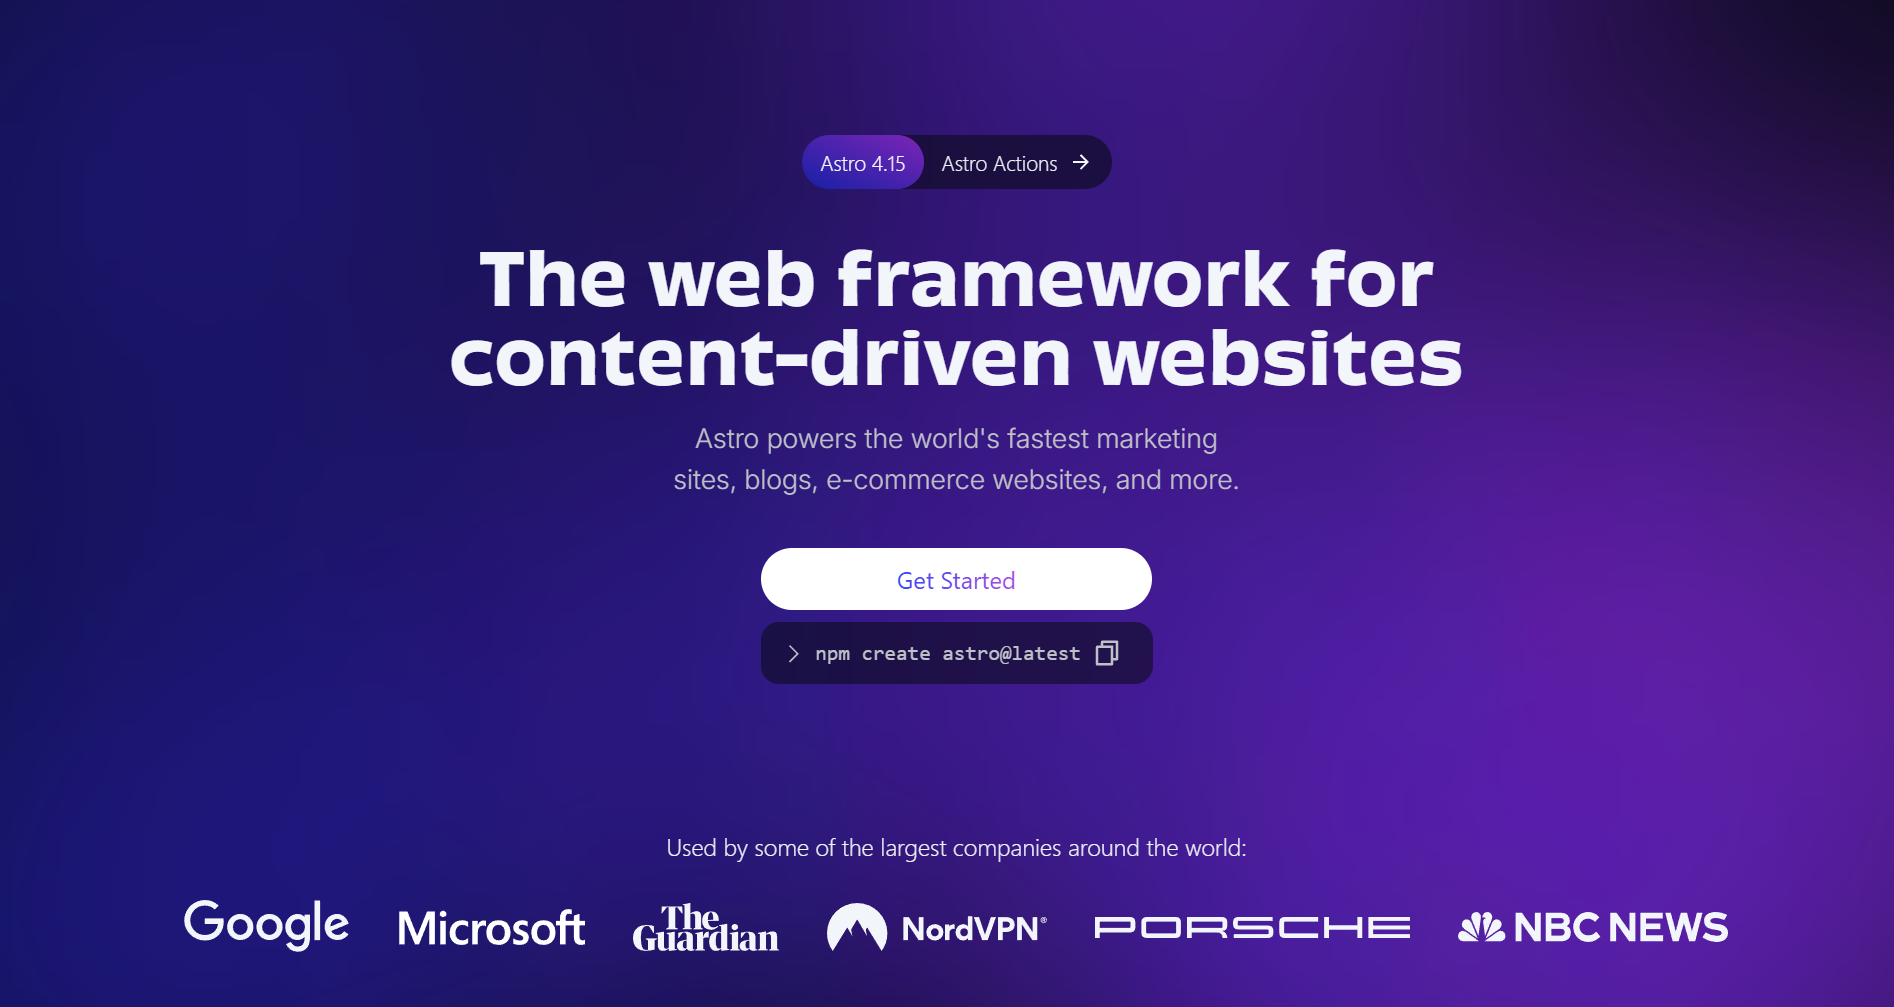 Astro 4.15 Astro Actions →
The web framework for
content-driven websites
Astro powers the world's fastest marketing
sites, blogs, e-commerce websites, and more.
Get Started
> npm create astro@latest
Used by some of the largest companies around the world:
Google Microsoft The Guardian NordVPN® PORSCHE NBC NEWS